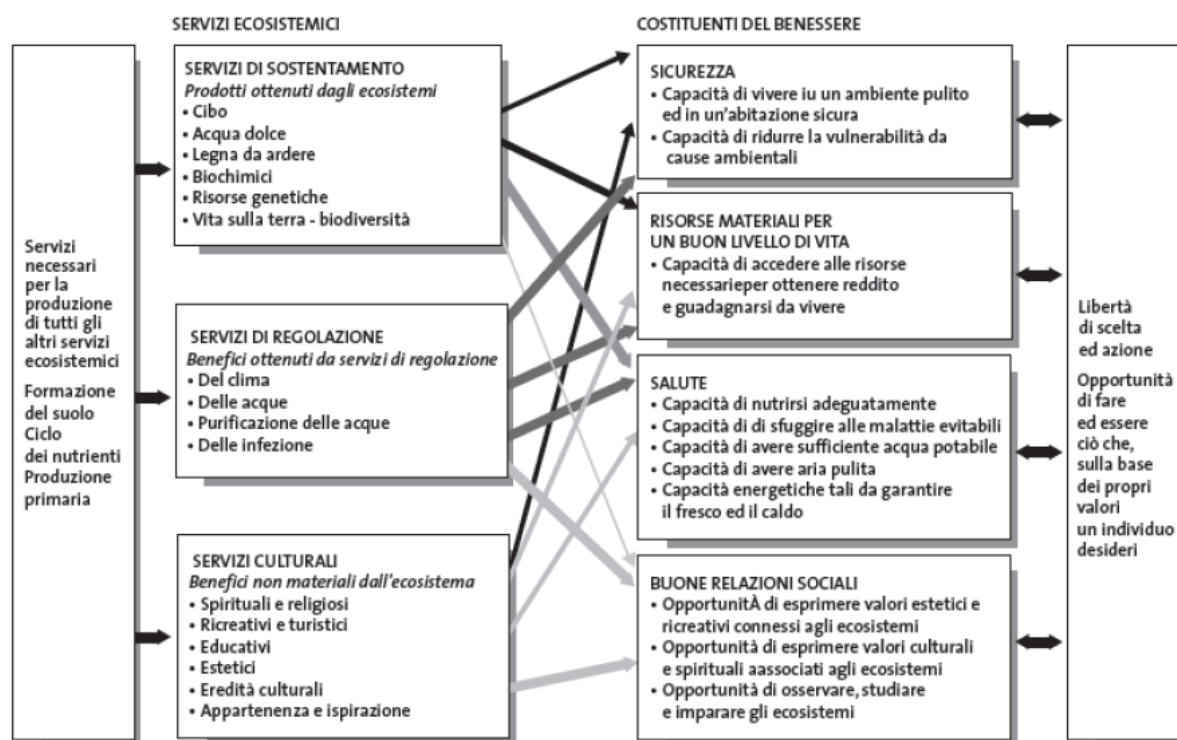 SERVIZI ECOSISTEMICI
COSTITUENTI DEL BENESSERE
Servizi
necessari
per la
produzione
di tutti gli
altri servizi
ecosistemici
Formazione
del suolo
Ciclo
dei nutrienti
Produzione
primaria
SERVIZI DI SOSTENTAMENTO
Prodotti ottenuti dagli ecosistemi
• Cibo
• Acqua dolce
• Legna da ardere
• Biochimici
• Risorse genetiche
• Vita sulla terra - biodiversità
SERVIZI DI REGOLAZIONE
Benefici ottenuti da servizi di regolazione
• Del clima
• Delle acque
• Purificazione delle acque
• Delle infezione
SERVIZI CULTURALI
Benefici non materiali dall'ecosistema
• Spirituali e religiosi
• Ricreativi e turistici
• Educativi
• Estetici
• Eredità culturali
• Appartenenza e ispirazione
SICUREZZA
• Capacità di vivere iu un ambiente pulito
ed in un'abitazione sicura
• Capacità di ridurre la vulnerabilità da
cause ambientali
RISORSE MATERIALI PER
UN BUON LIVELLO DI VITA
• Capacità di accedere alle risorse
necessarieper ottenere reddito
e guadagnarsi da vivere
SALUTE
• Capacità di nutrirsi adeguatamente
• Capacità di di sfuggire alle malattie evitabili
• Capacità di avere sufficiente acqua potabile
• Capacità di avere aria pulita
• Capacità energetiche tali da garantire
il fresco ed il caldo
BUONE RELAZIONI SOCIALI
• OpportunitÀ di esprimere valori estetici e
ricreativi connessi agli ecosistemi
• Opportunità di esprimere valori culturali
e spirituali aassociati agli ecosistemi
• Opportunità di osservare, studiare
e imparare gli ecosistemi
Libertà
di scelta
ed azione
Opportunità
di fare
ed essere
ciò che,
sulla base
dei propri
valori
un individuo
desideri